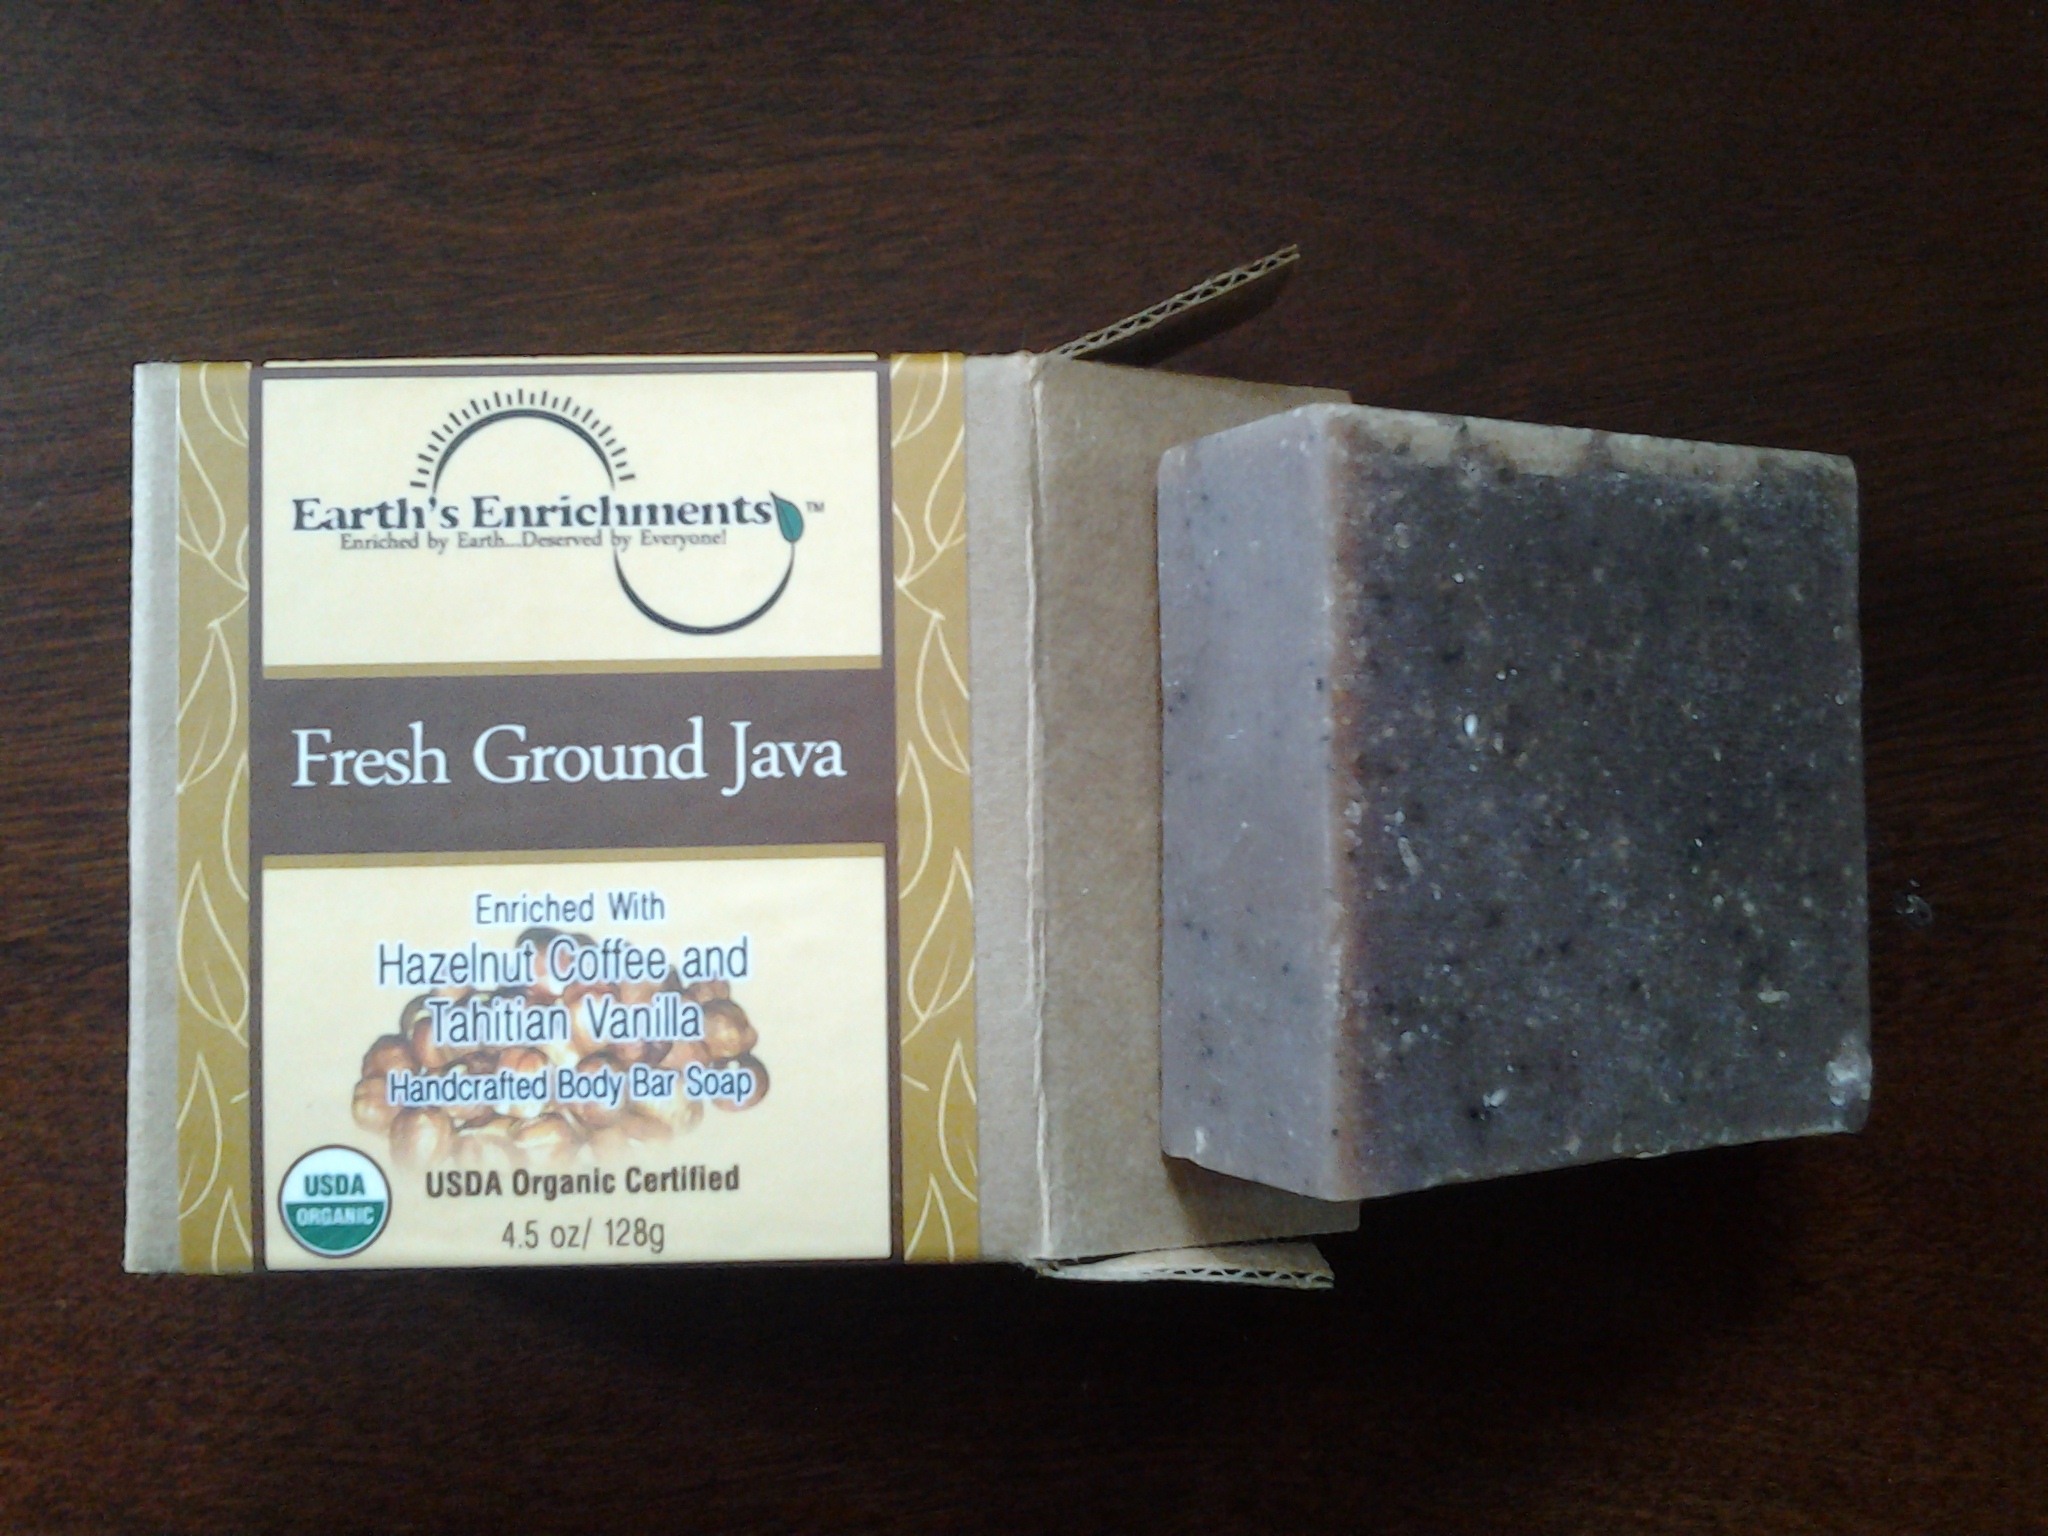 Earth's Enrichments™
Enriched by Earth...Deserved by Everyone!
Fresh Ground Java
Enriched With
Hazelnut Coffee and
Tahitian Vanilla
Handcrafted Body Bar Soap
USDA
ORGANIC
USDA Organic Certified
4.5 oz/ 128g